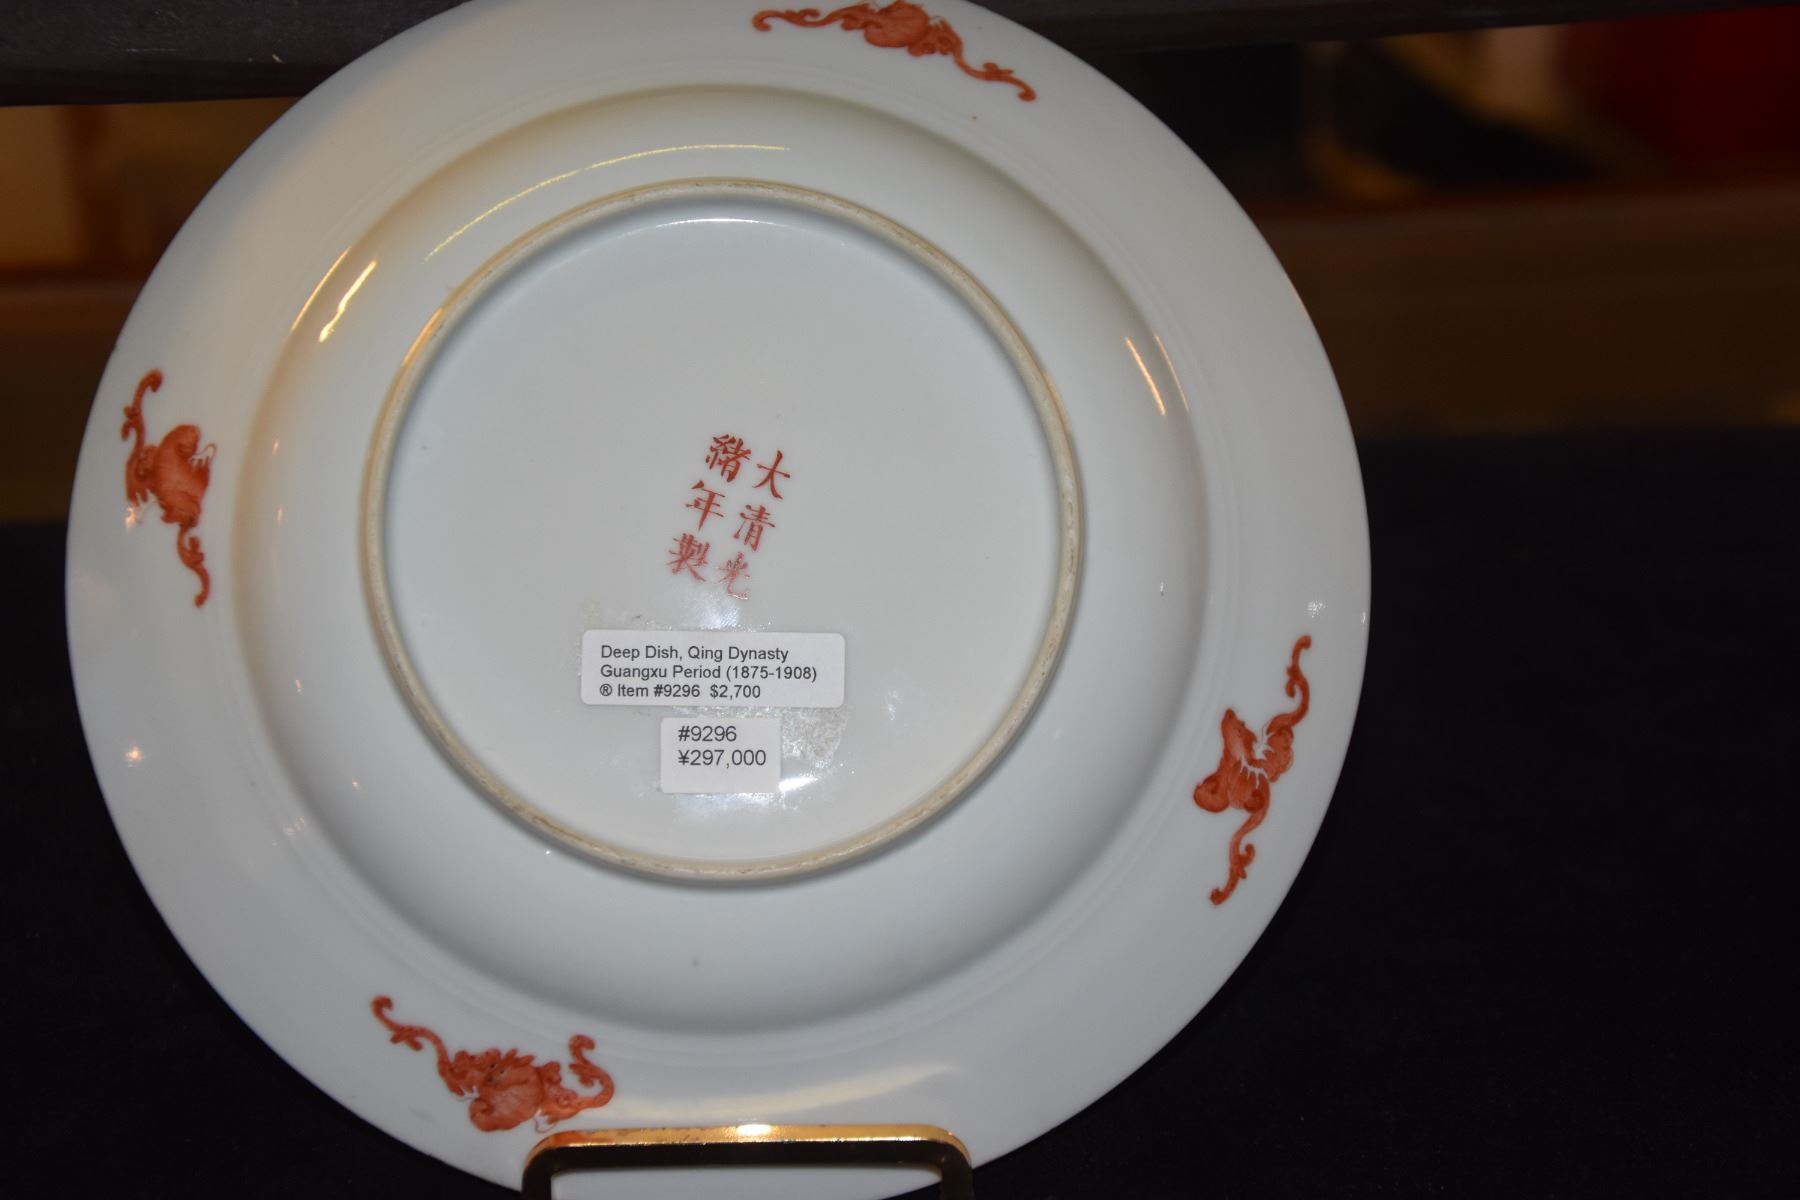 大清光
緒年製
Deep Dish, Qing Dynasty
Guangxu Period (1875-1908)
® Item #9296 $2,700
#9296
¥297,000